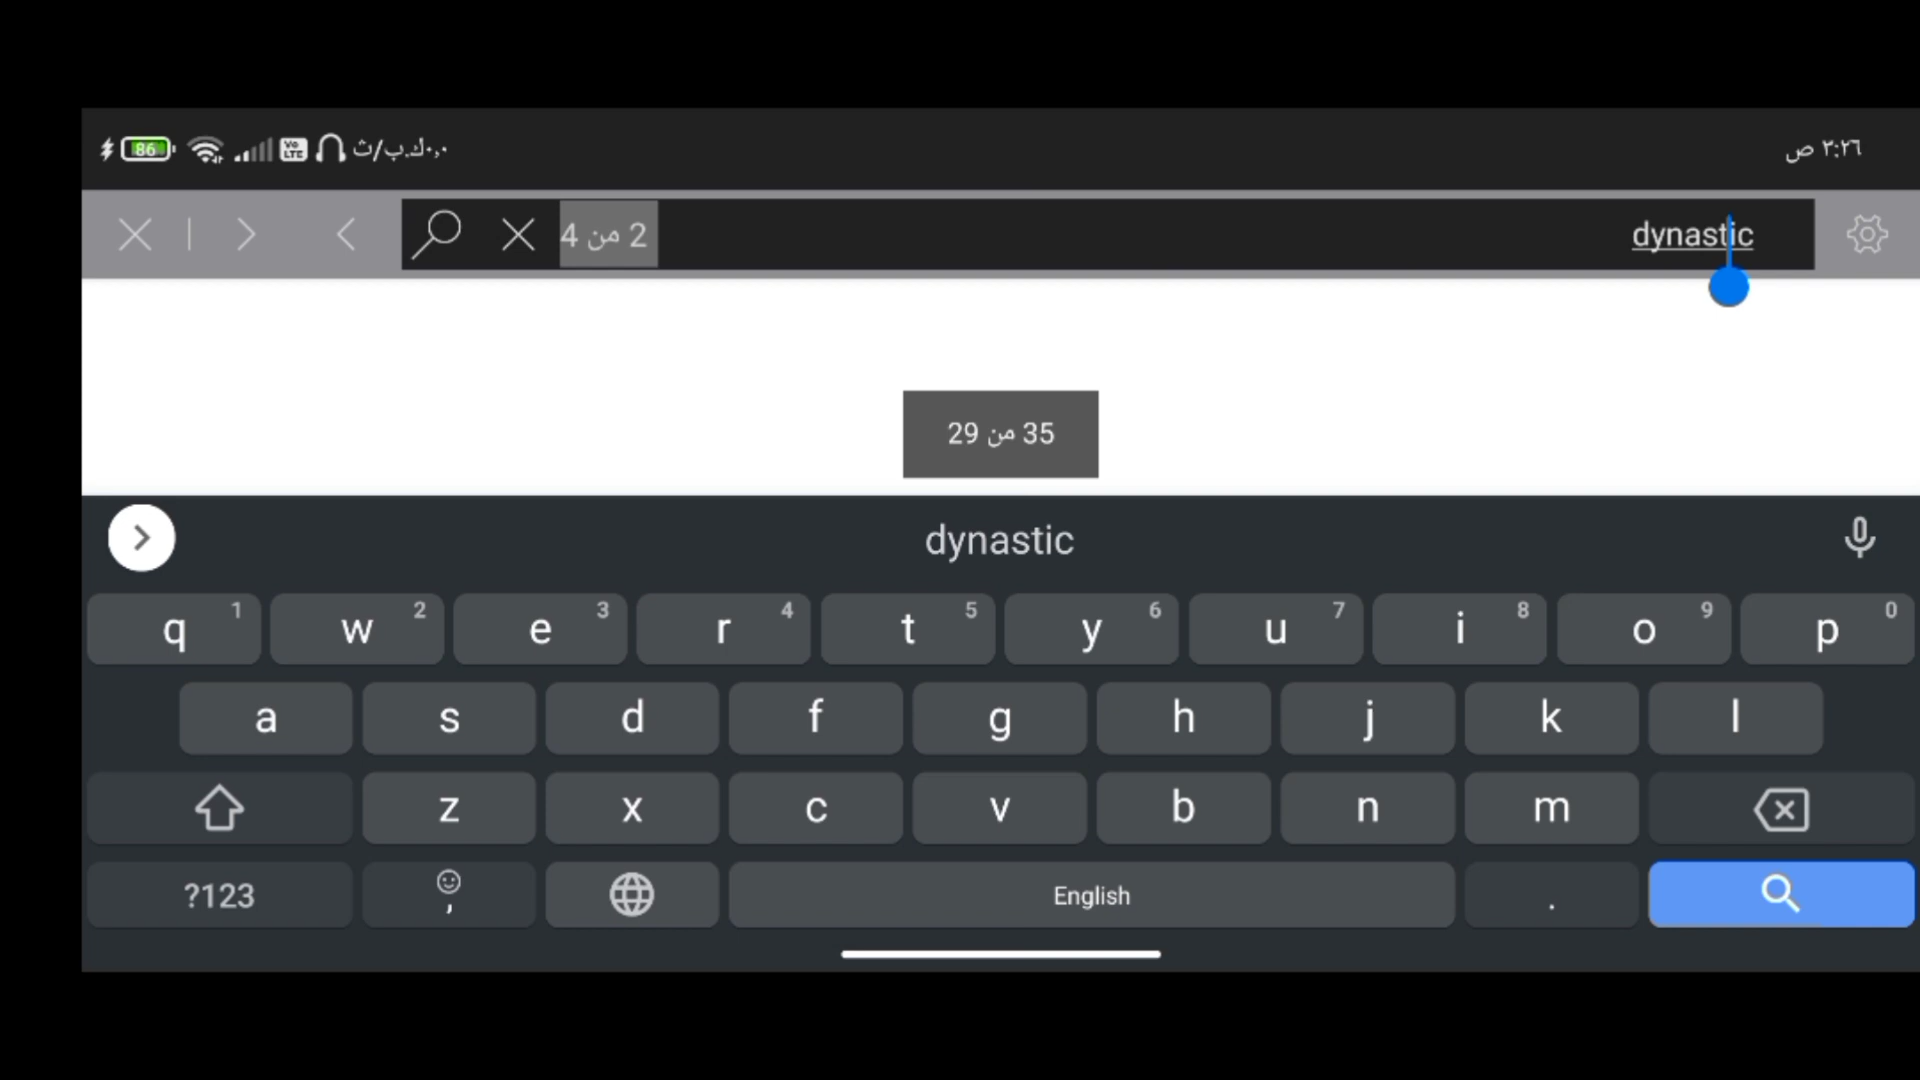 86 VoLTE ٠,٠ك.ب/ث ٣:٢٦ ص
2 من 4 dynastic
35 من 29
dynastic
q 1 w 2 e 3 r 4 t 5 y 6 u 7 i 8 o 9 p 0
a s d f g h j k l
z x c v b n m
?123 , English .